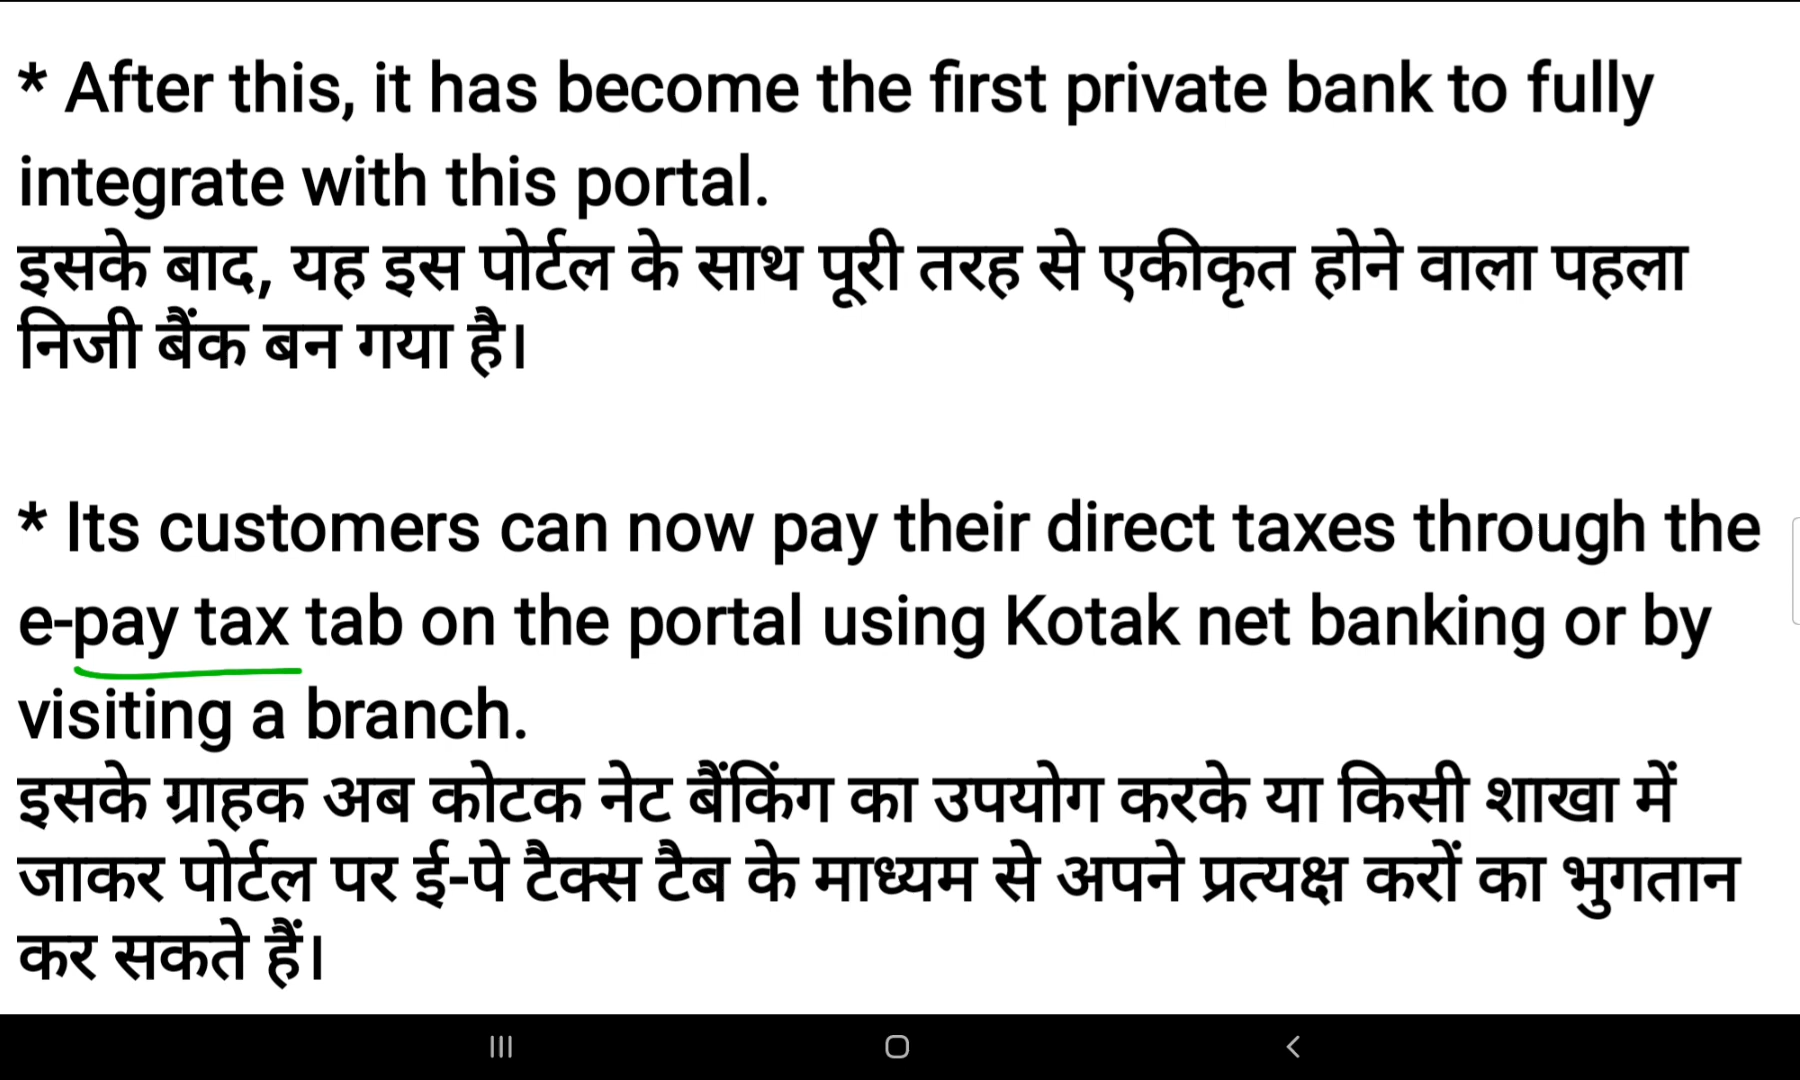 * After this, it has become the first private bank to fully
integrate with this portal.
इसके बाद, यह इस पोर्टल के साथ पूरी तरह से एकीकृत होने वाला पहला
निजी बैंक बन गया है।
* Its customers can now pay their direct taxes through the
e-pay tax tab on the portal using Kotak net banking or by
visiting a branch.
इसके ग्राहक अब कोटक नेट बैंकिंग का उपयोग करके या किसी शाखा में
जाकर पोर्टल पर ई-पे टैक्स टैब के माध्यम से अपने प्रत्यक्ष करों का भुगतान
कर सकते हैं।